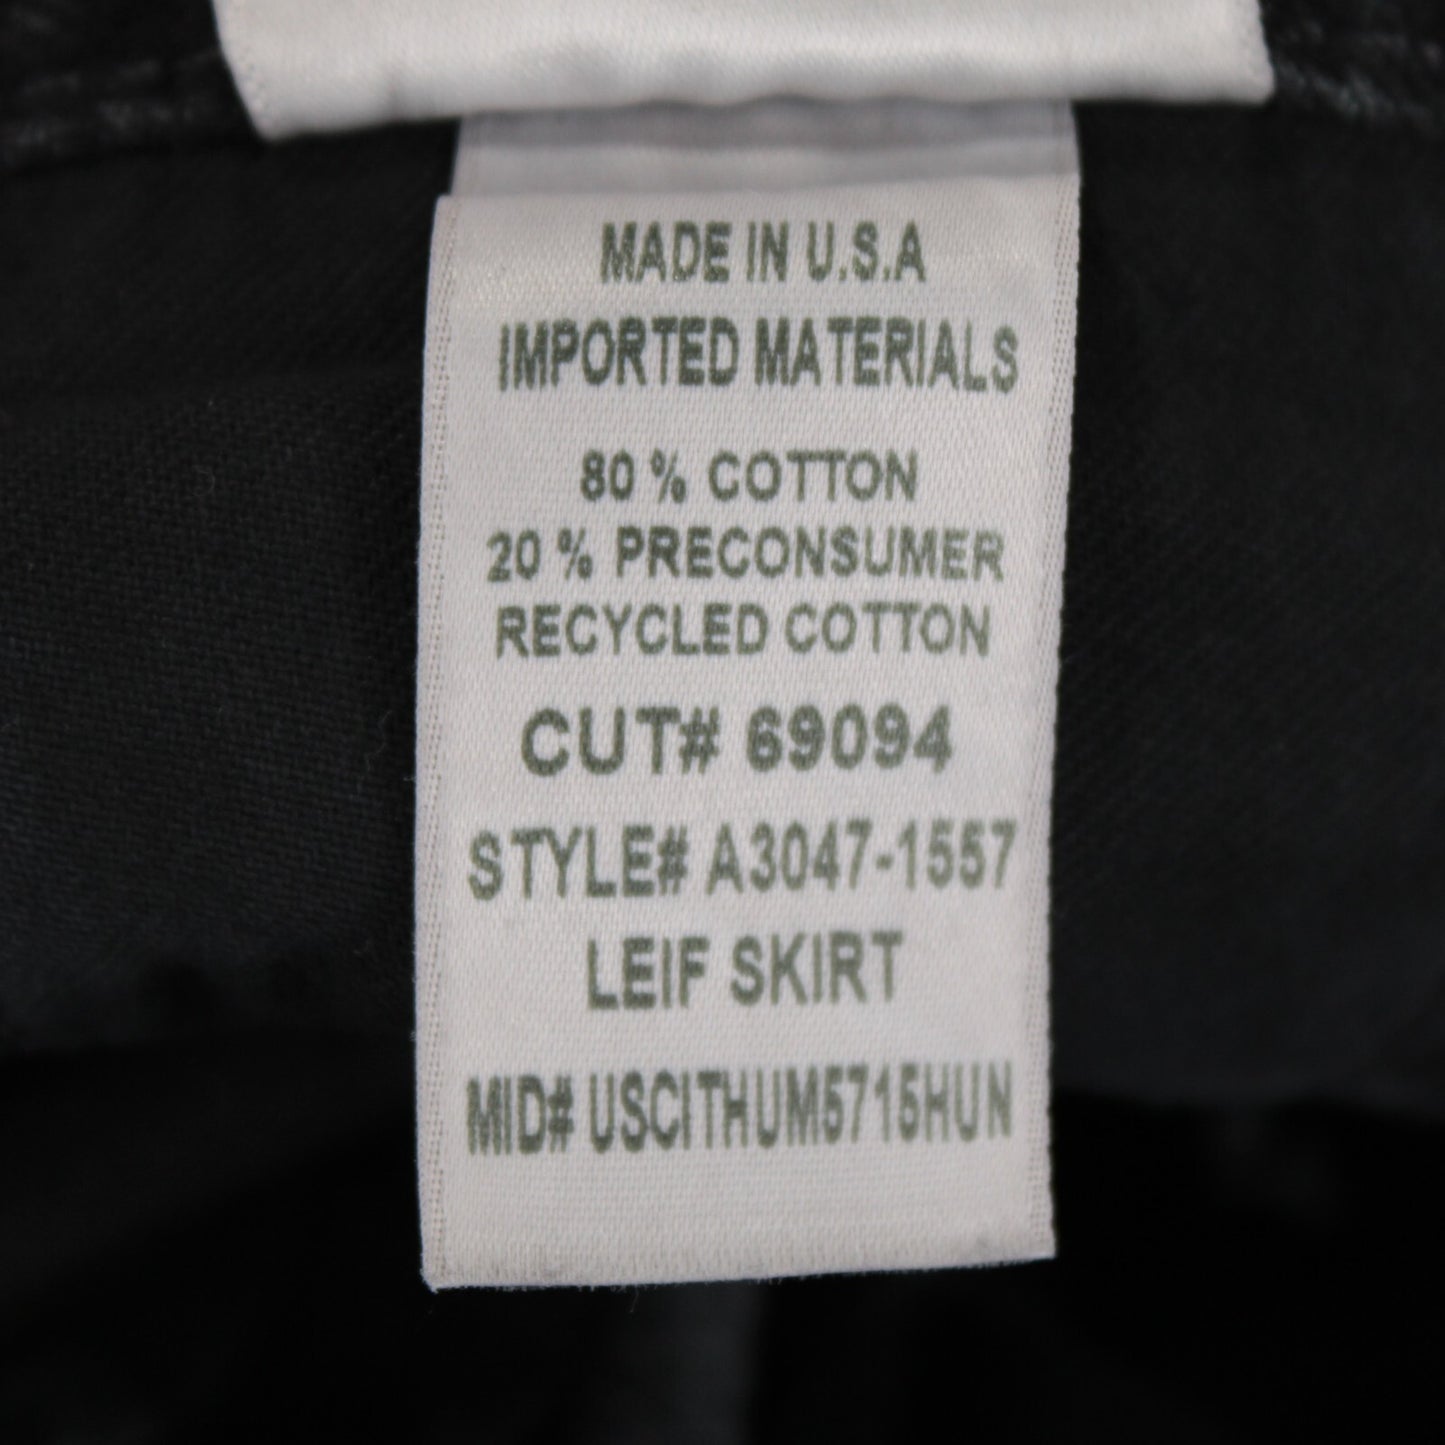 MADE IN U.S.A
IMPORTED MATERIALS
80 % COTTON
20 % PRECONSUMER
RECYCLED COTTON
CUT# 69094
STYLE# A3047-1557
LEIF SKIRT
MID# USCITHUM5715HUN